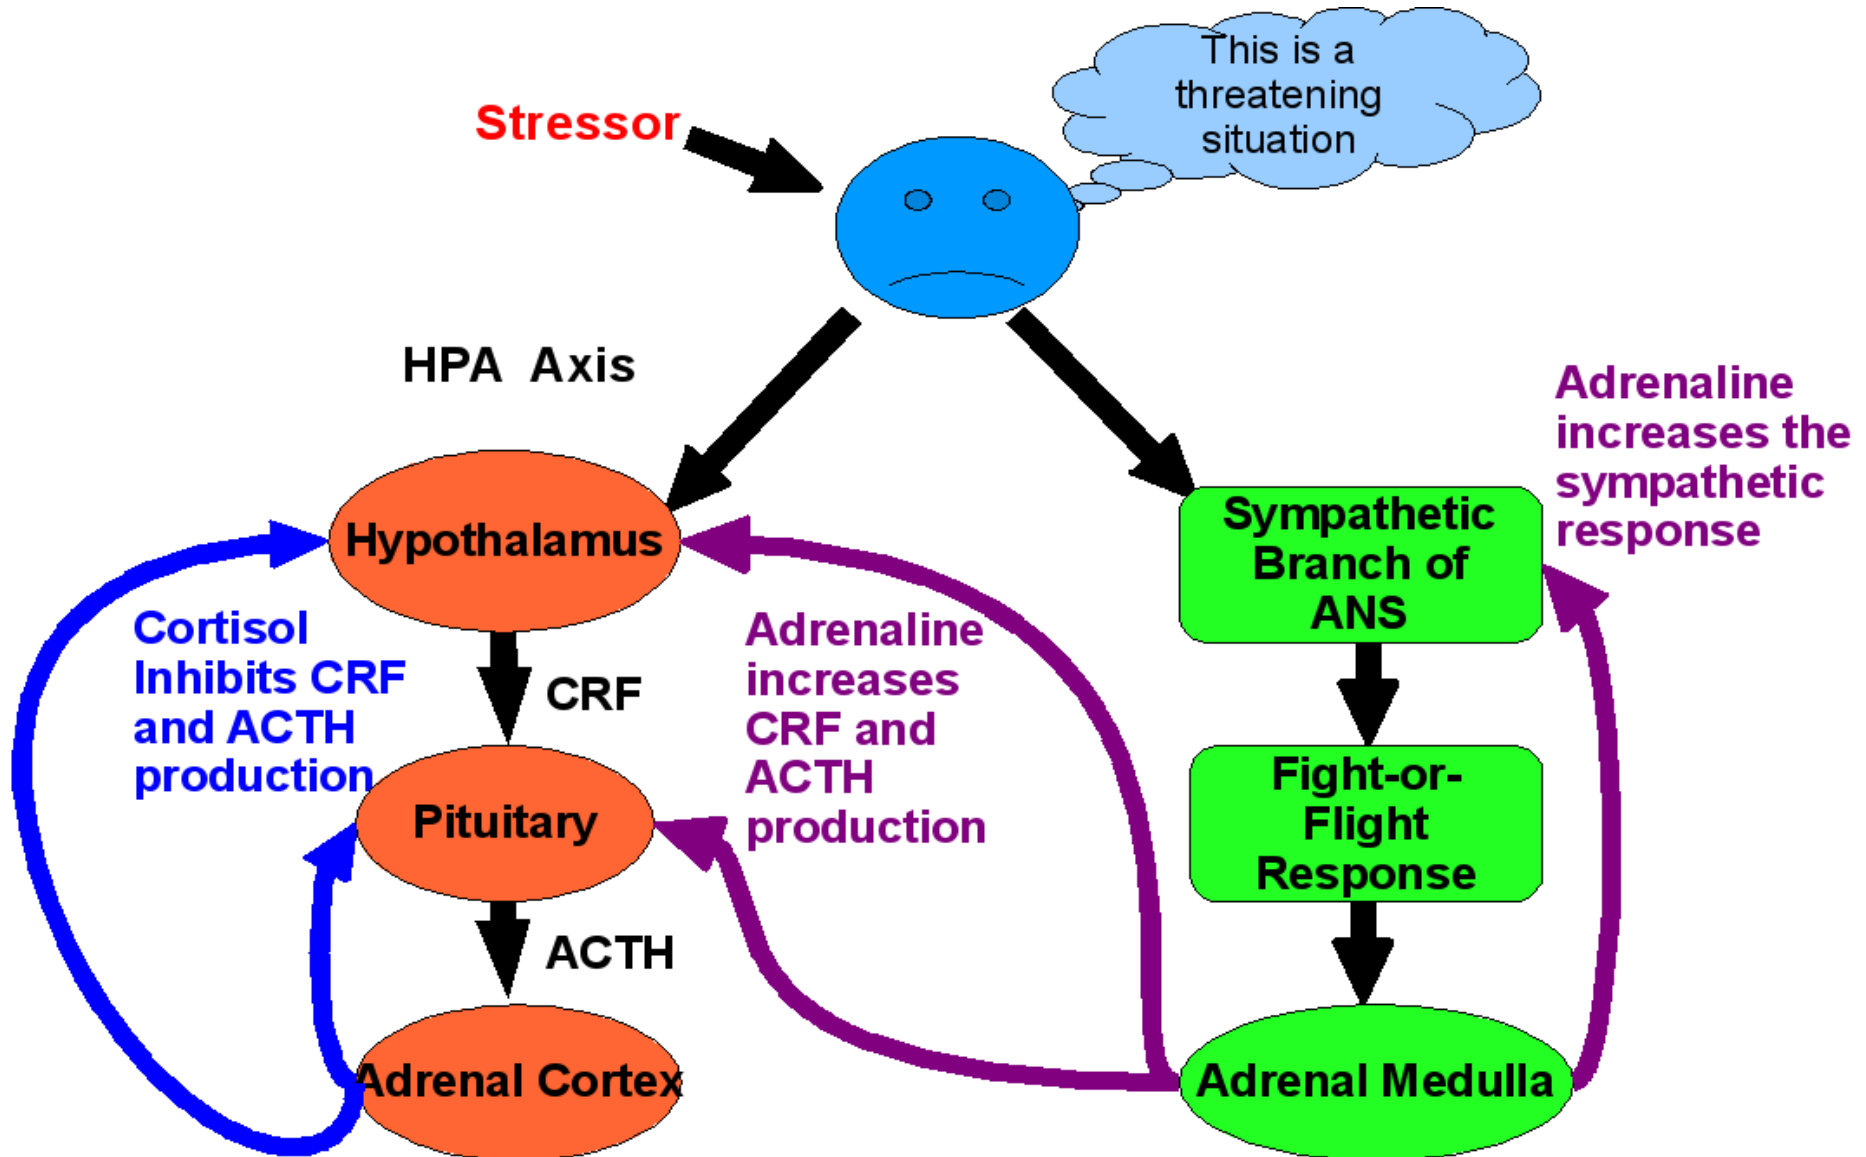 This is a
threatening
situation
Stressor
HPA Axis
Adrenaline
increases the
sympathetic
response
Hypothalamus
Sympathetic
Branch of
ANS
Cortisol
Inhibits CRF
and ACTH
production
CRF
Adrenaline
increases
CRF and
ACTH
production
Pituitary
Fight-or-
Flight
Response
ACTH
Adrenal Cortex
Adrenal Medulla